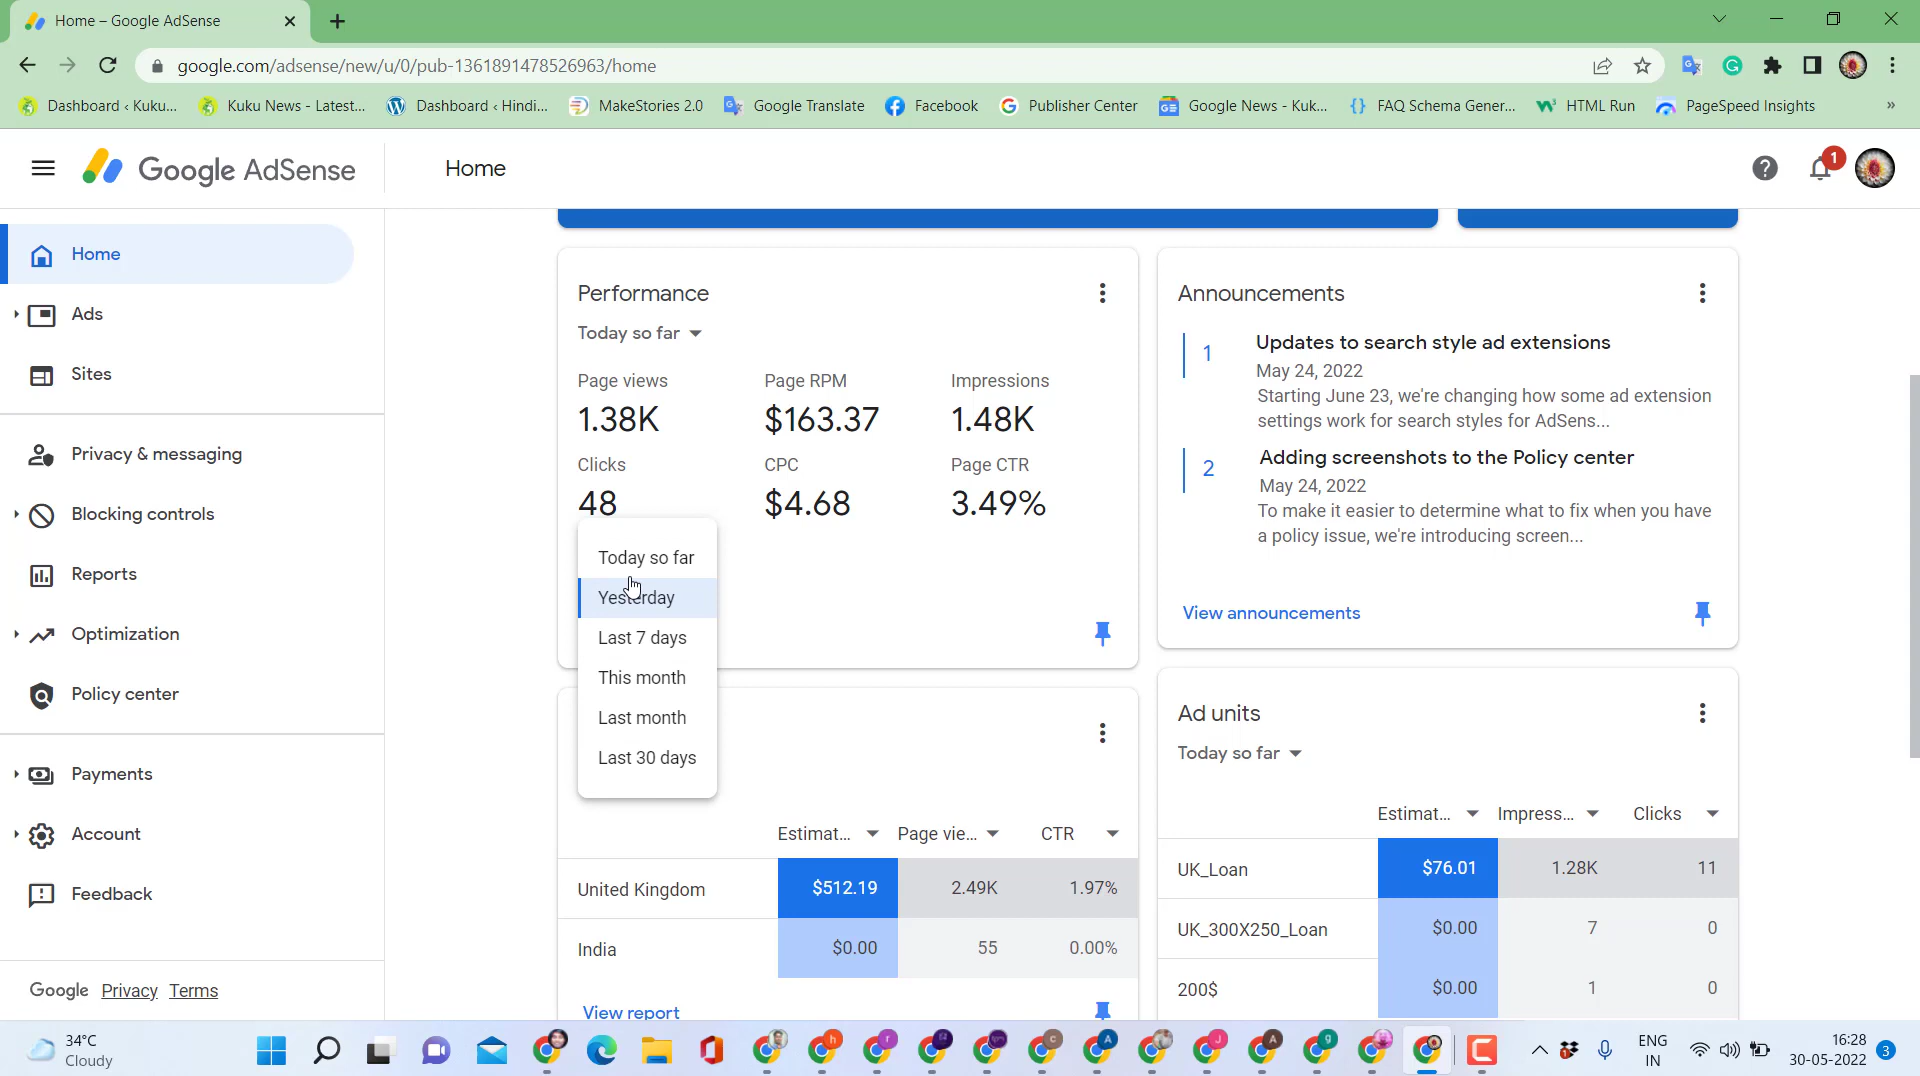 Home – Google AdSense
google.com/adsense/new/u/0/pub-1361891478526963/home
Dashboard ‹ Kuku...
Kuku News - Latest...
Dashboard ‹ Hindi...
MakeStories 2.0
Google Translate
Facebook
Publisher Center
Google News - Kuk...
FAQ Schema Gener...
HTML Run
PageSpeed Insights
»
Google AdSense
Home
1
Home
Ads
Sites
Privacy & messaging
Blocking controls
Reports
Optimization
Policy center
Payments
Account
Feedback
Google Privacy Terms
Performance
Today so far
Page views
Page RPM
Impressions
1.38K
$163.37
1.48K
Clicks
CPC
Page CTR
48
$4.68
3.49%
Today so far
Yesterday
Last 7 days
This month
Last month
Last 30 days
Announcements
1
Updates to search style ad extensions
May 24, 2022
Starting June 23, we're changing how some ad extension
settings work for search styles for AdSens...
2
Adding screenshots to the Policy center
May 24, 2022
To make it easier to determine what to fix when you have
a policy issue, we're introducing screen...
View announcements
Estimat...
Page vie...
CTR
United Kingdom
$512.19
2.49K
1.97%
India
$0.00
55
0.00%
View report
Ad units
Today so far
Estimat...
Impress...
Clicks
UK_Loan
$76.01
1.28K
11
UK_300X250_Loan
$0.00
7
0
200$
$0.00
1
0
34°C
Cloudy
ENG
IN
16:28
30-05-2022
3